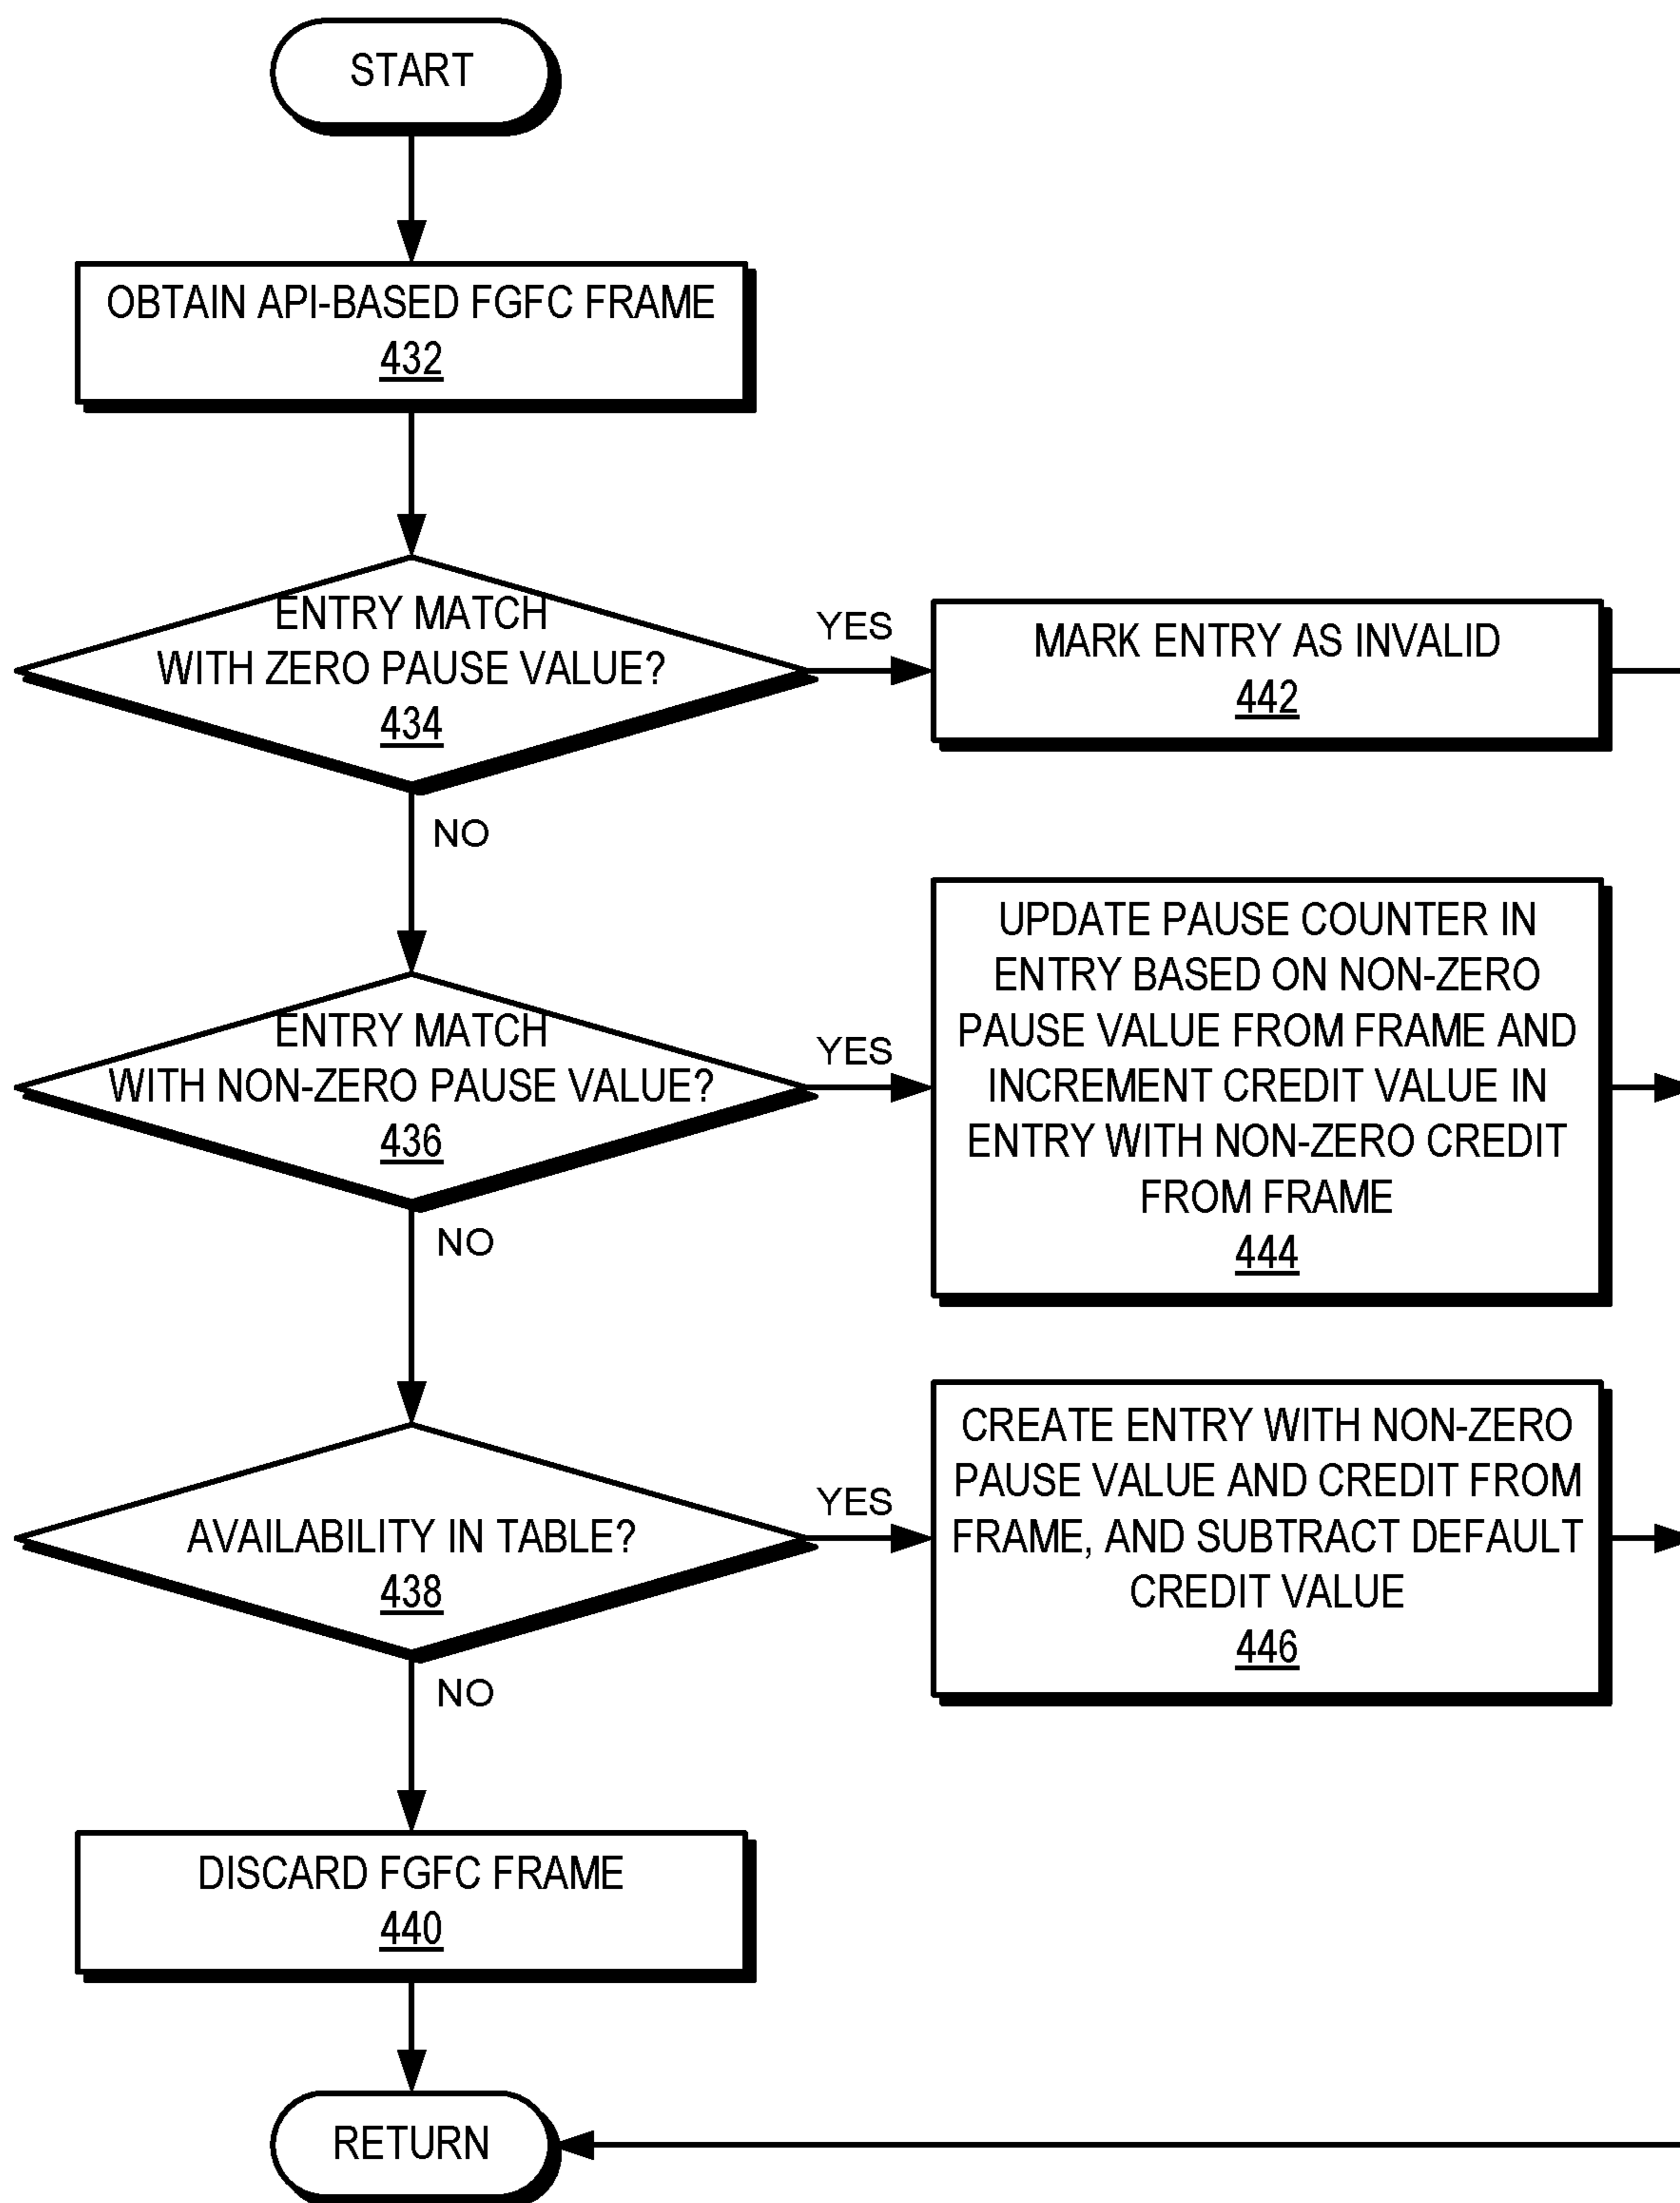 START
OBTAIN API-BASED FGFC FRAME
432
ENTRY MATCH
WITH ZERO PAUSE VALUE?
434
YES
MARK ENTRY AS INVALID
442
NO
ENTRY MATCH
WITH NON-ZERO PAUSE VALUE?
436
YES
UPDATE PAUSE COUNTER IN
ENTRY BASED ON NON-ZERO
PAUSE VALUE FROM FRAME AND
INCREMENT CREDIT VALUE IN
ENTRY WITH NON-ZERO CREDIT
FROM FRAME
444
NO
AVAILABILITY IN TABLE?
438
YES
CREATE ENTRY WITH NON-ZERO
PAUSE VALUE AND CREDIT FROM
FRAME, AND SUBTRACT DEFAULT
CREDIT VALUE
446
NO
DISCARD FGFC FRAME
440
RETURN